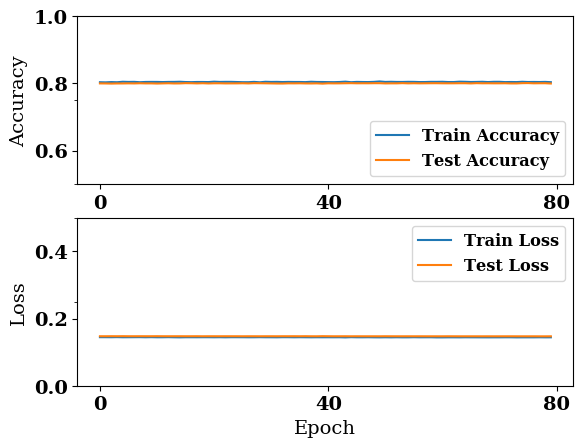 1.0
0.8
0.6
Accuracy
Train Accuracy
Test Accuracy
0 40 80
0.4
0.2
0.0
Loss
Train Loss
Test Loss
0 40 80
Epoch